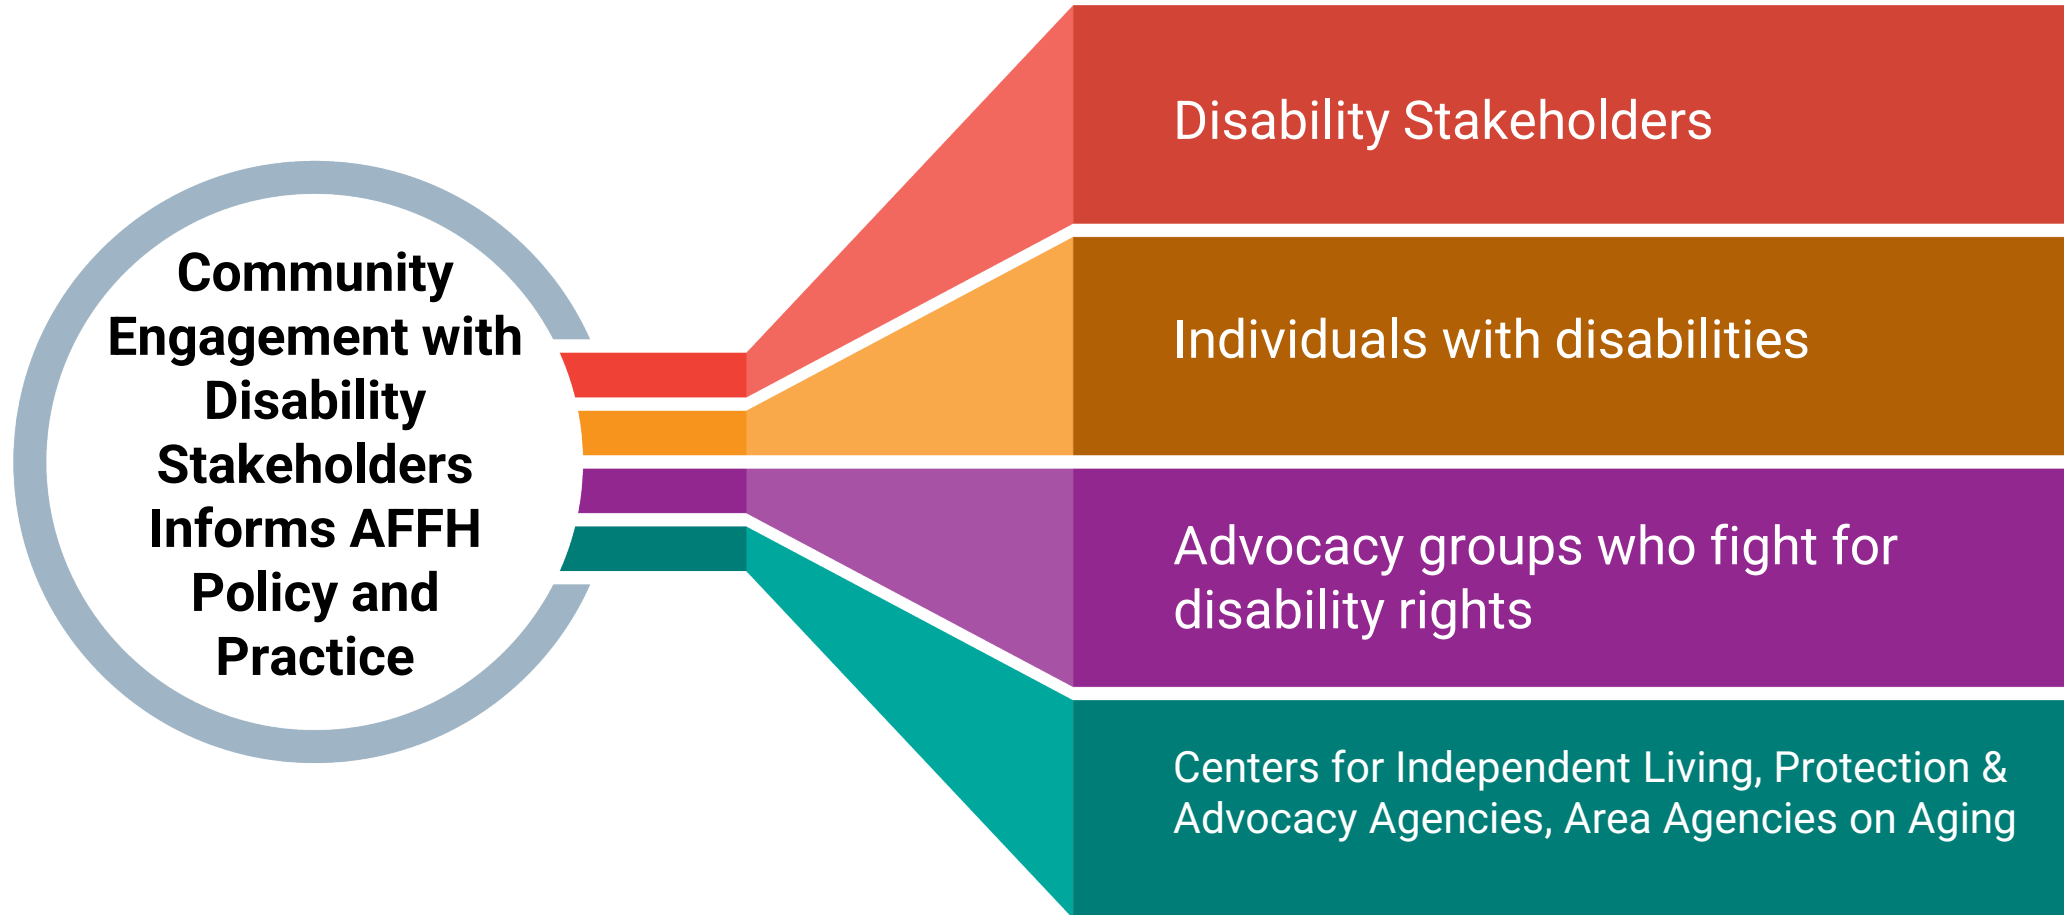 Community
Engagement with
Disability
Stakeholders
Informs AFFH
Policy and
Practice
Disability Stakeholders
Individuals with disabilities
Advocacy groups who fight for
disability rights
Centers for Independent Living, Protection &
Advocacy Agencies, Area Agencies on Aging